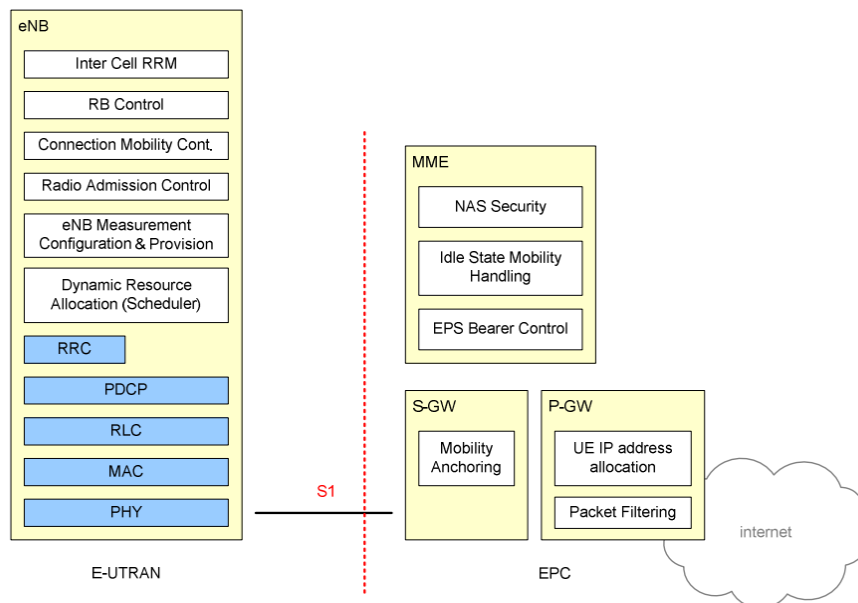 eNB
Inter Cell RRM
RB Control
Connection Mobility Cont.
Radio Admission Control
eNB Measurement
Configuration & Provision
Dynamic Resource
Allocation (Scheduler)
RRC
PDCP
RLC
MAC
PHY
S1
MME
NAS Security
Idle State Mobility
Handling
EPS Bearer Control
S-GW
Mobility
Anchoring
P-GW
UE IP address
allocation
Packet Filtering
internet
E-UTRAN
EPC